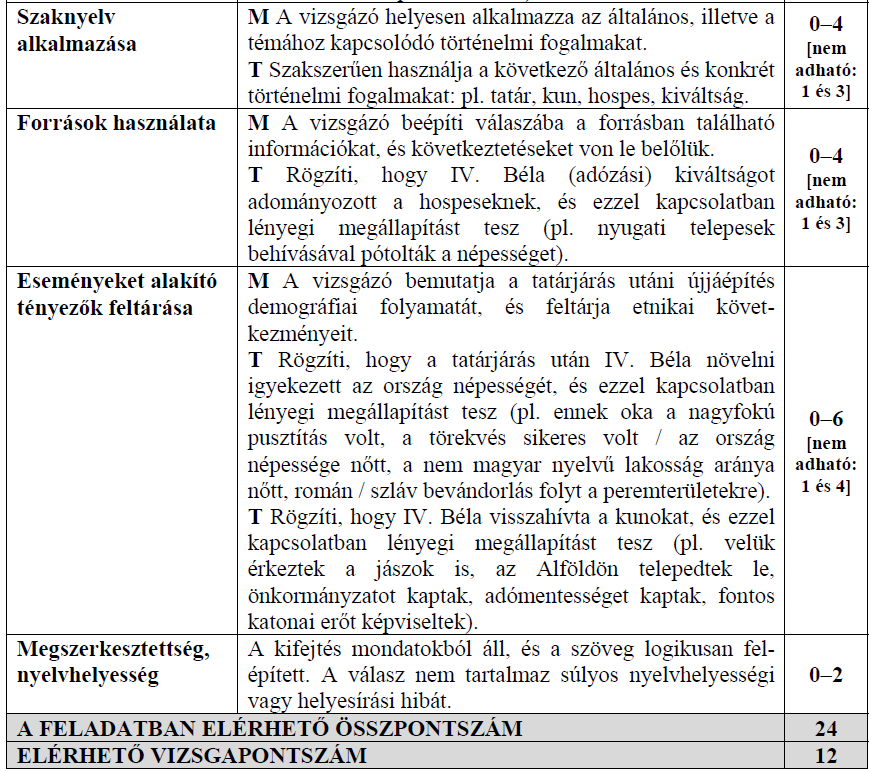 Szaknyelv
alkalmazása
M A vizsgázó helyesen alkalmazza az általános, illetve a
témához kapcsolódó történelmi fogalmakat.
T Szakszerűen használja a következő általános és konkrét
történelmi fogalmakat: pl. tatár, kun, hospes, kiváltság.
0–4
[nem
adható:
1 és 3]
Források használata
M A vizsgázó beépíti válaszába a forrásban található
információkat, és következtetéseket von le belőlük.
T Rögzíti, hogy IV. Béla (adózási) kiváltságot
adományozott a hospeseknek, és ezzel kapcsolatban
lényegi megállapítást tesz (pl. nyugati telepesek
behívásával pótolták a népességet).
0–4
[nem
adható:
1 és 3]
Eseményeket alakító
tényezők feltárása
M A vizsgázó bemutatja a tatárjárás utáni újjáépítés
demográfiai folyamatát, és feltárja etnikai követ-
kezményeit.
T Rögzíti, hogy a tatárjárás után IV. Béla növelni
igyekezett az ország népességét, és ezzel kapcsolatban
lényegi megállapítást tesz (pl. ennek oka a nagyfokú
pusztítás volt, a törekvés sikeres volt / az ország
népessége nőtt, a nem magyar nyelvű lakosság aránya
nőtt, román / szláv bevándorlás folyt a peremterületekre).
T Rögzíti, hogy IV. Béla visszahívta a kunokat, és ezzel
kapcsolatban lényegi megállapítást tesz (pl. velük
érkeztek a jászok is, az Alföldön telepedtek le,
önkormányzatot kaptak, adómentességet kaptak, fontos
katonai erőt képviseltek).
0–6
[nem
adható:
1 és 4]
Megszerkesztettség,
nyelvhelyesség
A kifejtés mondatokból áll, és a szöveg logikusan fel-
épített. A válasz nem tartalmaz súlyos nyelvhelyességi
vagy helyesírási hibát.
0–2
A FELADATBAN ELÉRHETŐ ÖSSZPONTSZÁM
24
ELÉRHETŐ VIZSGAPONTSZÁM
12